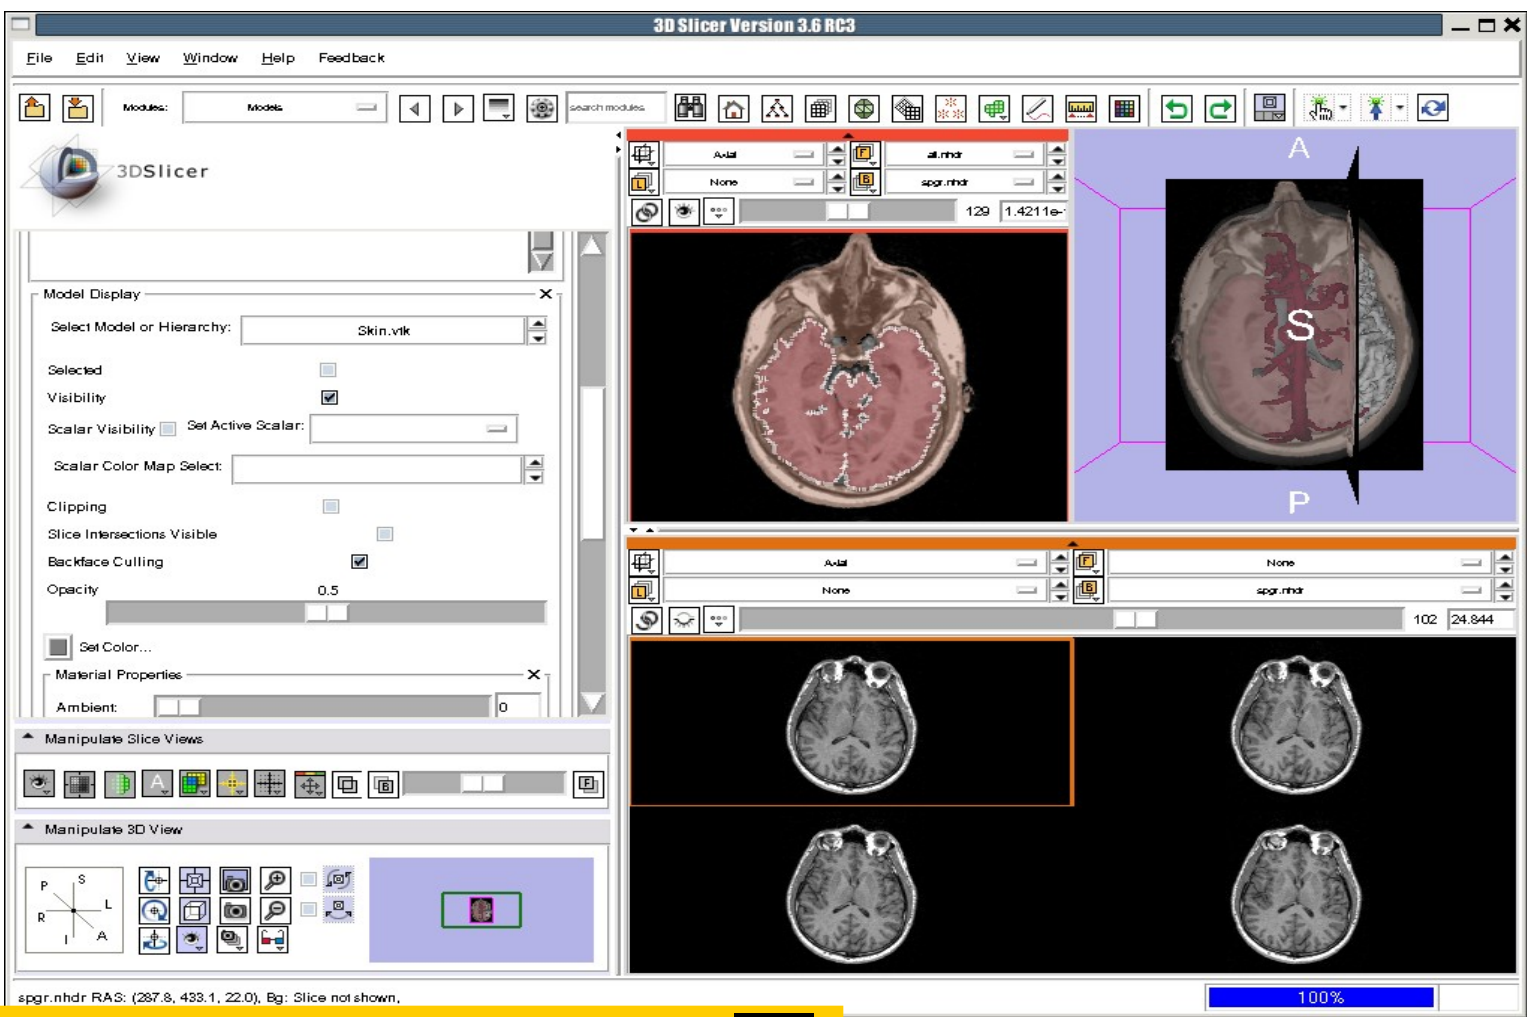 3D Slicer Version 3.6 RC3
File Edit View Window Help Feedback
Modules: Models search modules
3DSlicer
Model Display
Select Model or Hierarchy: Skin.vtk
Selected
Visibility
Scalar Visibility Set Active Scalar:
Scalar Color Map Select:
Clipping
Slice Intersections Visible
Backface Culling
Opacity 0.5
Set Color...
Material Properties
Ambient: 0
Manipulate Slice Views
A B F
Manipulate 3D View
P S
R L
I A
Axial F all.nhdr
L None B spgr.nhdr
129 1.4211e-
A
S
P
Axial F None
L None B spgr.nhdr
102 24.844
spgr.nhdr RAS: (287.8, 433.1, 22.0), Bg: Slice not shown,
100%